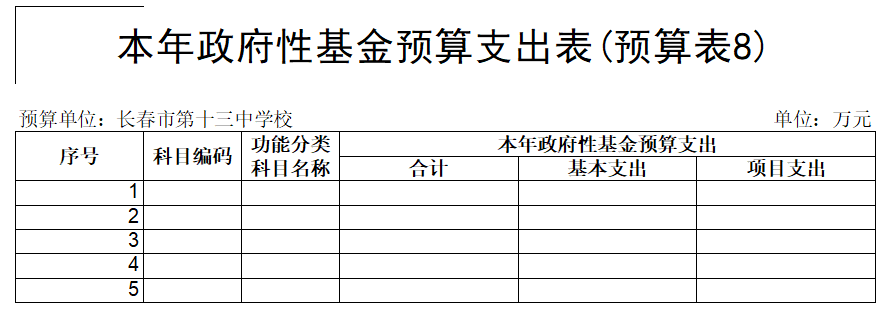 本年政府性基金预算支出表(预算表8)
预算单位：长春市第十三中学校 单位：万元
序号 科目编码 功能分类科目名称 本年政府性基金预算支出
合计 基本支出 项目支出
1
2
3
4
5